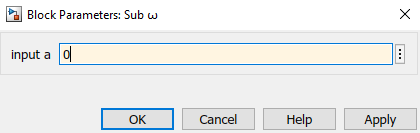 Block Parameters: Sub ω
input a 0
OK Cancel Help Apply